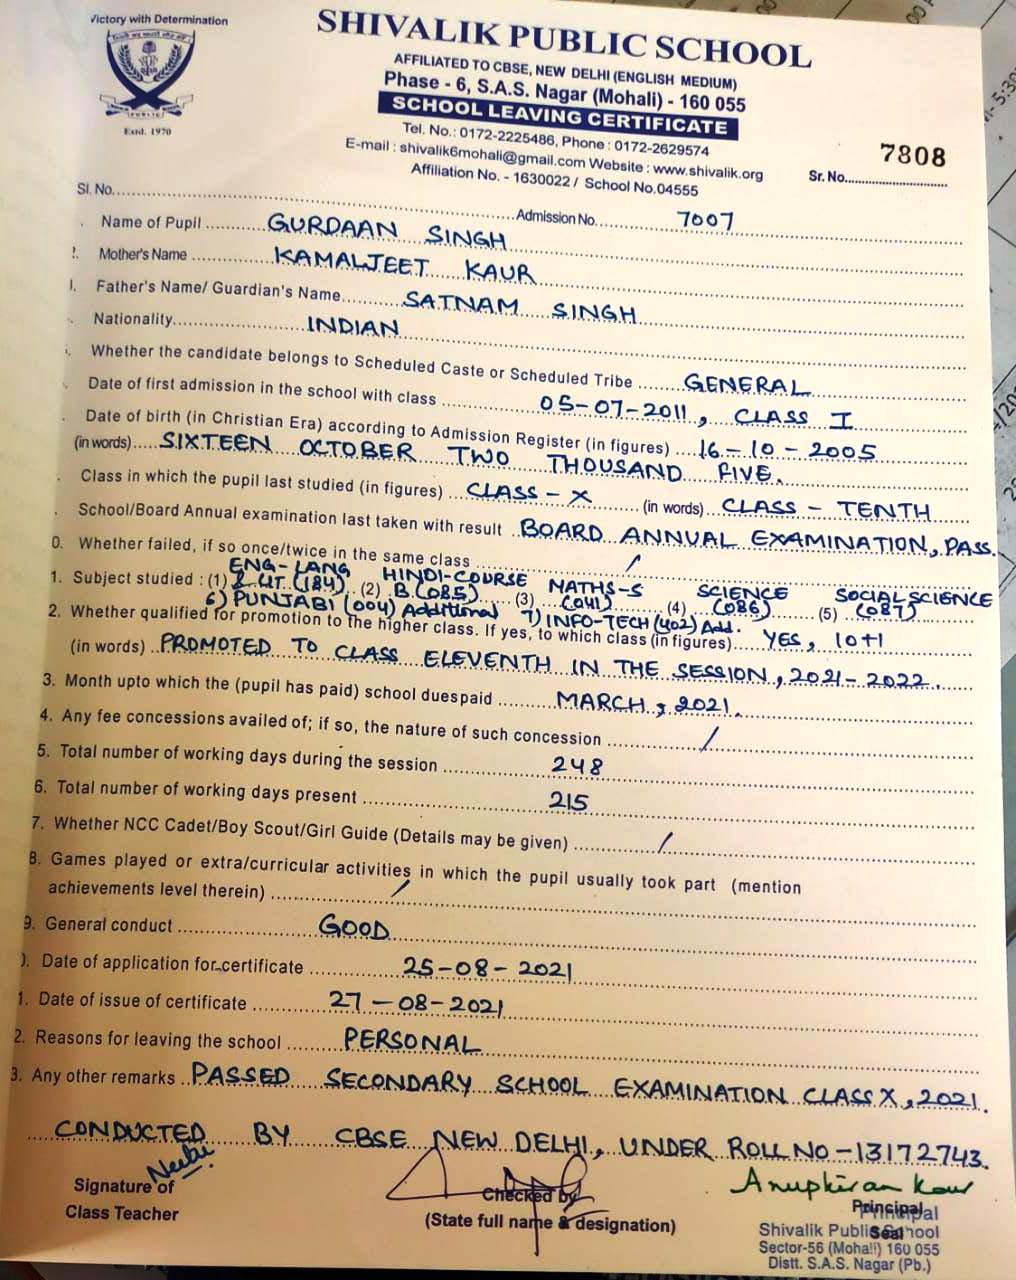 Victory with Determination
SHIVALIK PUBLIC SCHOOL
AFFILIATED TO CBSE, NEW DELHI (ENGLISH MEDIUM)
Phase - 6, S.A.S. Nagar (Mohali) - 160 055
SCHOOL LEAVING CERTIFICATE
Estd. 1970
Tel. No.: 0172-2225486, Phone : 0172-2629574
E-mail : shivalik6mohali@gmail.com Website : www.shivalik.org
Affiliation No. - 1630022 / School No.04555
7808
Sr. No.
Sl. No. Admission No. 7007
Name of Pupil GURDAAN SINGH
Mother's Name KAMALJEET KAUR
Father's Name/ Guardian's Name SATNAM SINGH
Nationality INDIAN
Whether the candidate belongs to Scheduled Caste or Scheduled Tribe GENERAL
Date of first admission in the school with class 05-07-2011, CLASS I
Date of birth (in Christian Era) according to Admission Register (in figures) 16-10-2005
(in words) SIXTEEN OCTOBER TWO THOUSAND FIVE.
Class in which the pupil last studied (in figures) CLASS-X (in words) CLASS - TENTH
School/Board Annual examination last taken with result BOARD ANNUAL EXAMINATION, PASS.
0. Whether failed, if so once/twice in the same class /
1. Subject studied : (1) ENG-LANG & LIT. (184) (2) HINDI-COURSE B (085) (3) MATHS-S (041) (4) SCIENCE (086) (5) SOCIAL SCIENCE (087)
6) PUNJABI (004) Additional 7) INFO-TECH (402) Add.
2. Whether qualified for promotion to the higher class. If yes, to which class (in figures) YES, 10+1
(in words) PROMOTED TO CLASS ELEVENTH IN THE SESSION, 2021-2022.
3. Month upto which the (pupil has paid) school duespaid MARCH, 2021.
4. Any fee concessions availed of; if so, the nature of such concession /
5. Total number of working days during the session 248
6. Total number of working days present 215
7. Whether NCC Cadet/Boy Scout/Girl Guide (Details may be given) /
8. Games played or extra/curricular activities in which the pupil usually took part (mention
achievements level therein) /
9. General conduct GOOD
0. Date of application for certificate 25-08-2021
1. Date of issue of certificate 27-08-2021
2. Reasons for leaving the school PERSONAL
3. Any other remarks PASSED SECONDARY SCHOOL EXAMINATION CLASS X, 2021.
CONDUCTED BY CBSE NEW DELHI, UNDER ROLL NO-13172743.
Signature of
Class Teacher
Checked by
(State full name & designation)
Anupkiran Kaur
Principal
Seal
Principal
Shivalik Public School
Sector-56 (Mohali) 160 055
Distt. S.A.S. Nagar (Pb.)